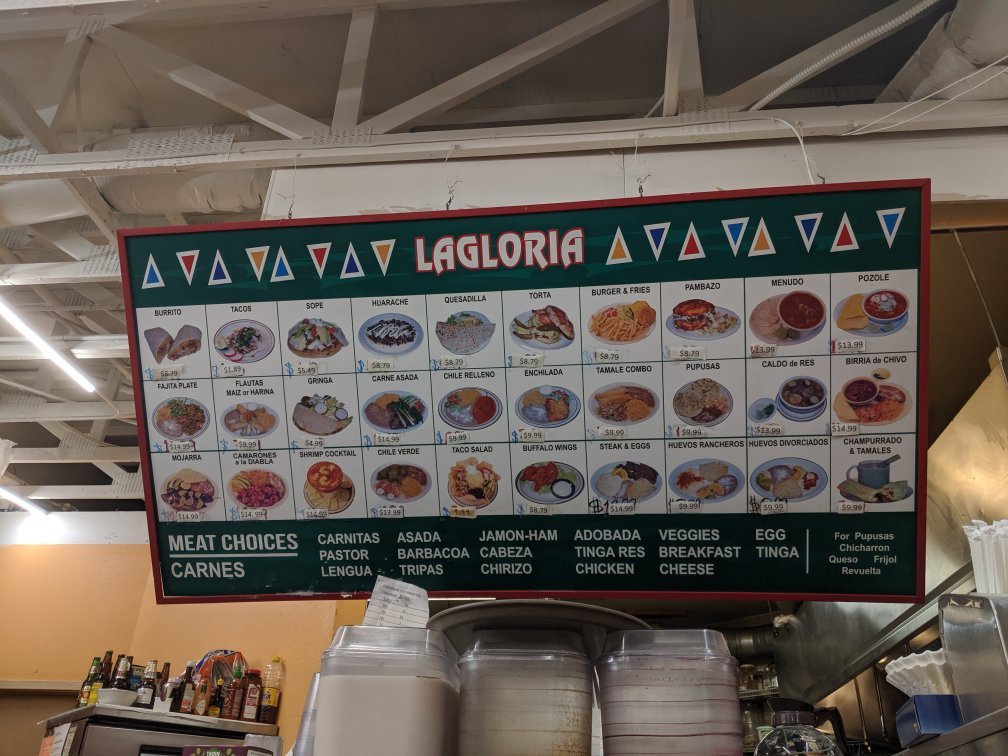 LAGLORIA
BURRITO TACOS SOPE HUARACHE QUESADILLA TORTA BURGER & FRIES PAMBAZO MENUDO POZOLE
$8.79 $1.89 $5.49 $8.79 $8.79 $8.79 $8.79 $8.79 $13.99 $13.99
FAJITA PLATE FLAUTAS GRINGA CARNE ASADA CHILE RELLENO ENCHILADA TAMALE COMBO PUPUSAS CALDO de RES BIRRIA de CHIVO
MAIZ or HARINA
$14.99 $9.99 $4.99 $14.99 $9.99 $9.99 $9.99 $9.99 $13.99 $14.99
MOJARRA CAMARONES SHRIMP COCKTAIL CHILE VERDE TACO SALAD BUFFALO WINGS STEAK & EGGS HUEVOS RANCHEROS HUEVOS DIVORCIADOS CHAMPURRADO
a la DIABLA & TAMALES
$14.99 $14.99 $14.99 $13.99 $8.79 $14.99 $9.99
MEAT CHOICES
CARNES
CARNITAS ASADA JAMON-HAM ADOBADA VEGGIES EGG
PASTOR BARBACOA CABEZA TINGA RES BREAKFAST TINGA
LENGUA TRIPAS CHIRIZO CHICKEN CHEESE
For Pupusas
Chicharron
Queso Frijol
Revuelta